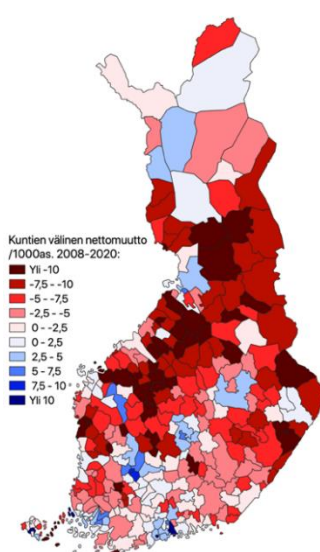 Kuntien välinen nettomuutto
/1000as. 2008-2020:
Yli -10
-7,5 - -10
-5 - -7,5
-2,5 - -5
0 - -2,5
0 - 2,5
2,5 - 5
5 - 7,5
7,5 - 10
Yli 10